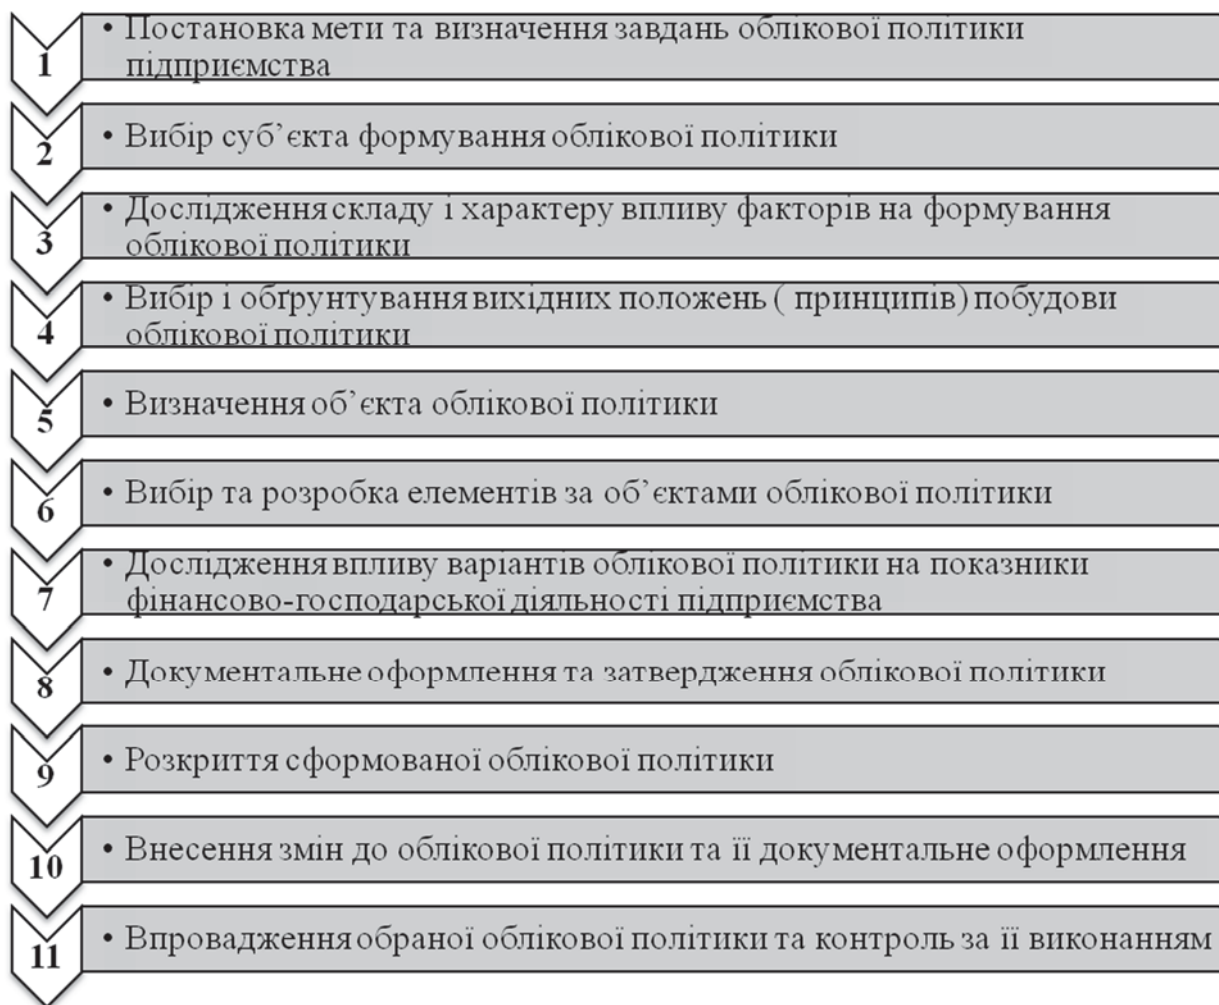 1
• Постановка мети та визначення завдань облікової політики
підприємства
2
• Вибір суб’єкта формування облікової політики
3
• Дослідження складу і характеру впливу факторів на формування
облікової політики
4
• Вибір і обґрунтування вихідних положень ( принципів) побудови
облікової політики
5
• Визначення об’єкта облікової політики
6
• Вибір та розробка елементів за об’єктами облікової політики
7
• Дослідження впливу варіантів облікової політики на показники
фінансово-господарської діяльності підприємства
8
• Документальне оформлення та затвердження облікової політики
9
• Розкриття сформованої облікової політики
10
• Внесення змін до облікової політики та її документальне оформлення
11
• Впровадження обраної облікової політики та контроль за її виконанням